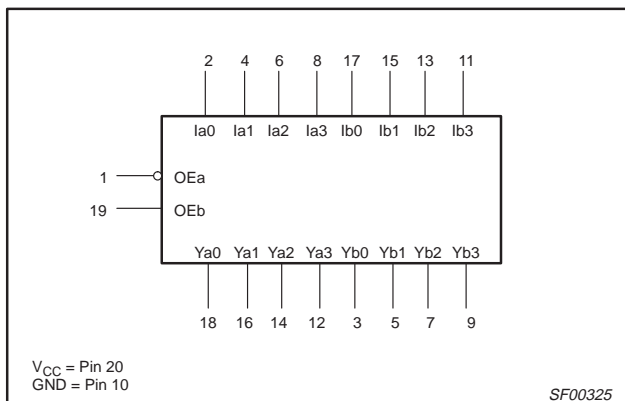 2 4 6 8 17 15 13 11
Ia0 Ia1 Ia2 Ia3 Ib0 Ib1 Ib2 Ib3
1 OEa
19 OEb
Ya0 Ya1 Ya2 Ya3 Yb0 Yb1 Yb2 Yb3
18 16 14 12 3 5 7 9
VCC = Pin 20
GND = Pin 10
SF00325